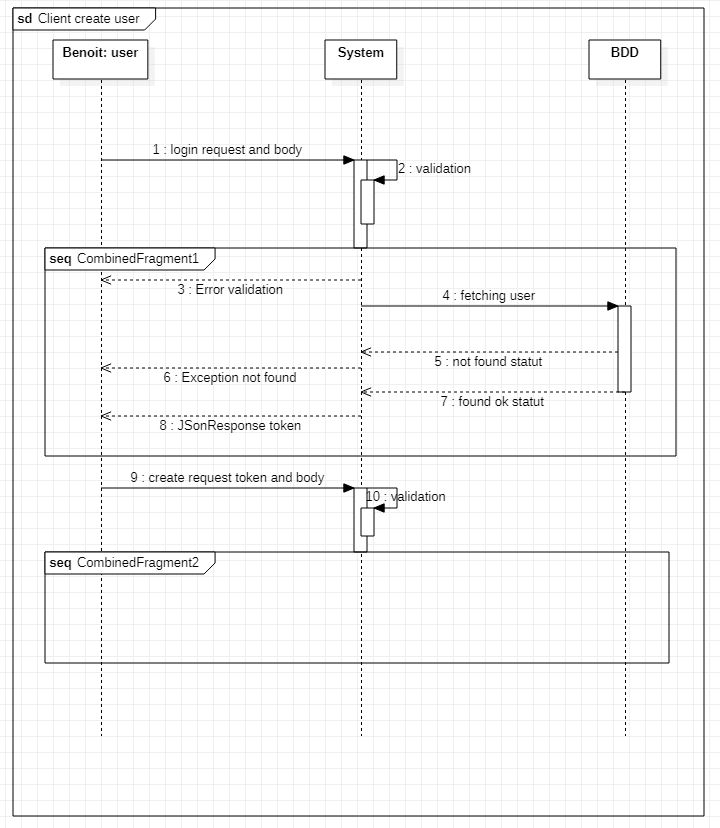 sd Client create user
Benoit: user
System
BDD
1 : login request and body
2 : validation
seq CombinedFragment1
3 : Error validation
4 : fetching user
5 : not found statut
6 : Exception not found
7 : found ok statut
8 : JSonResponse token
9 : create request token and body
10 : validation
seq CombinedFragment2